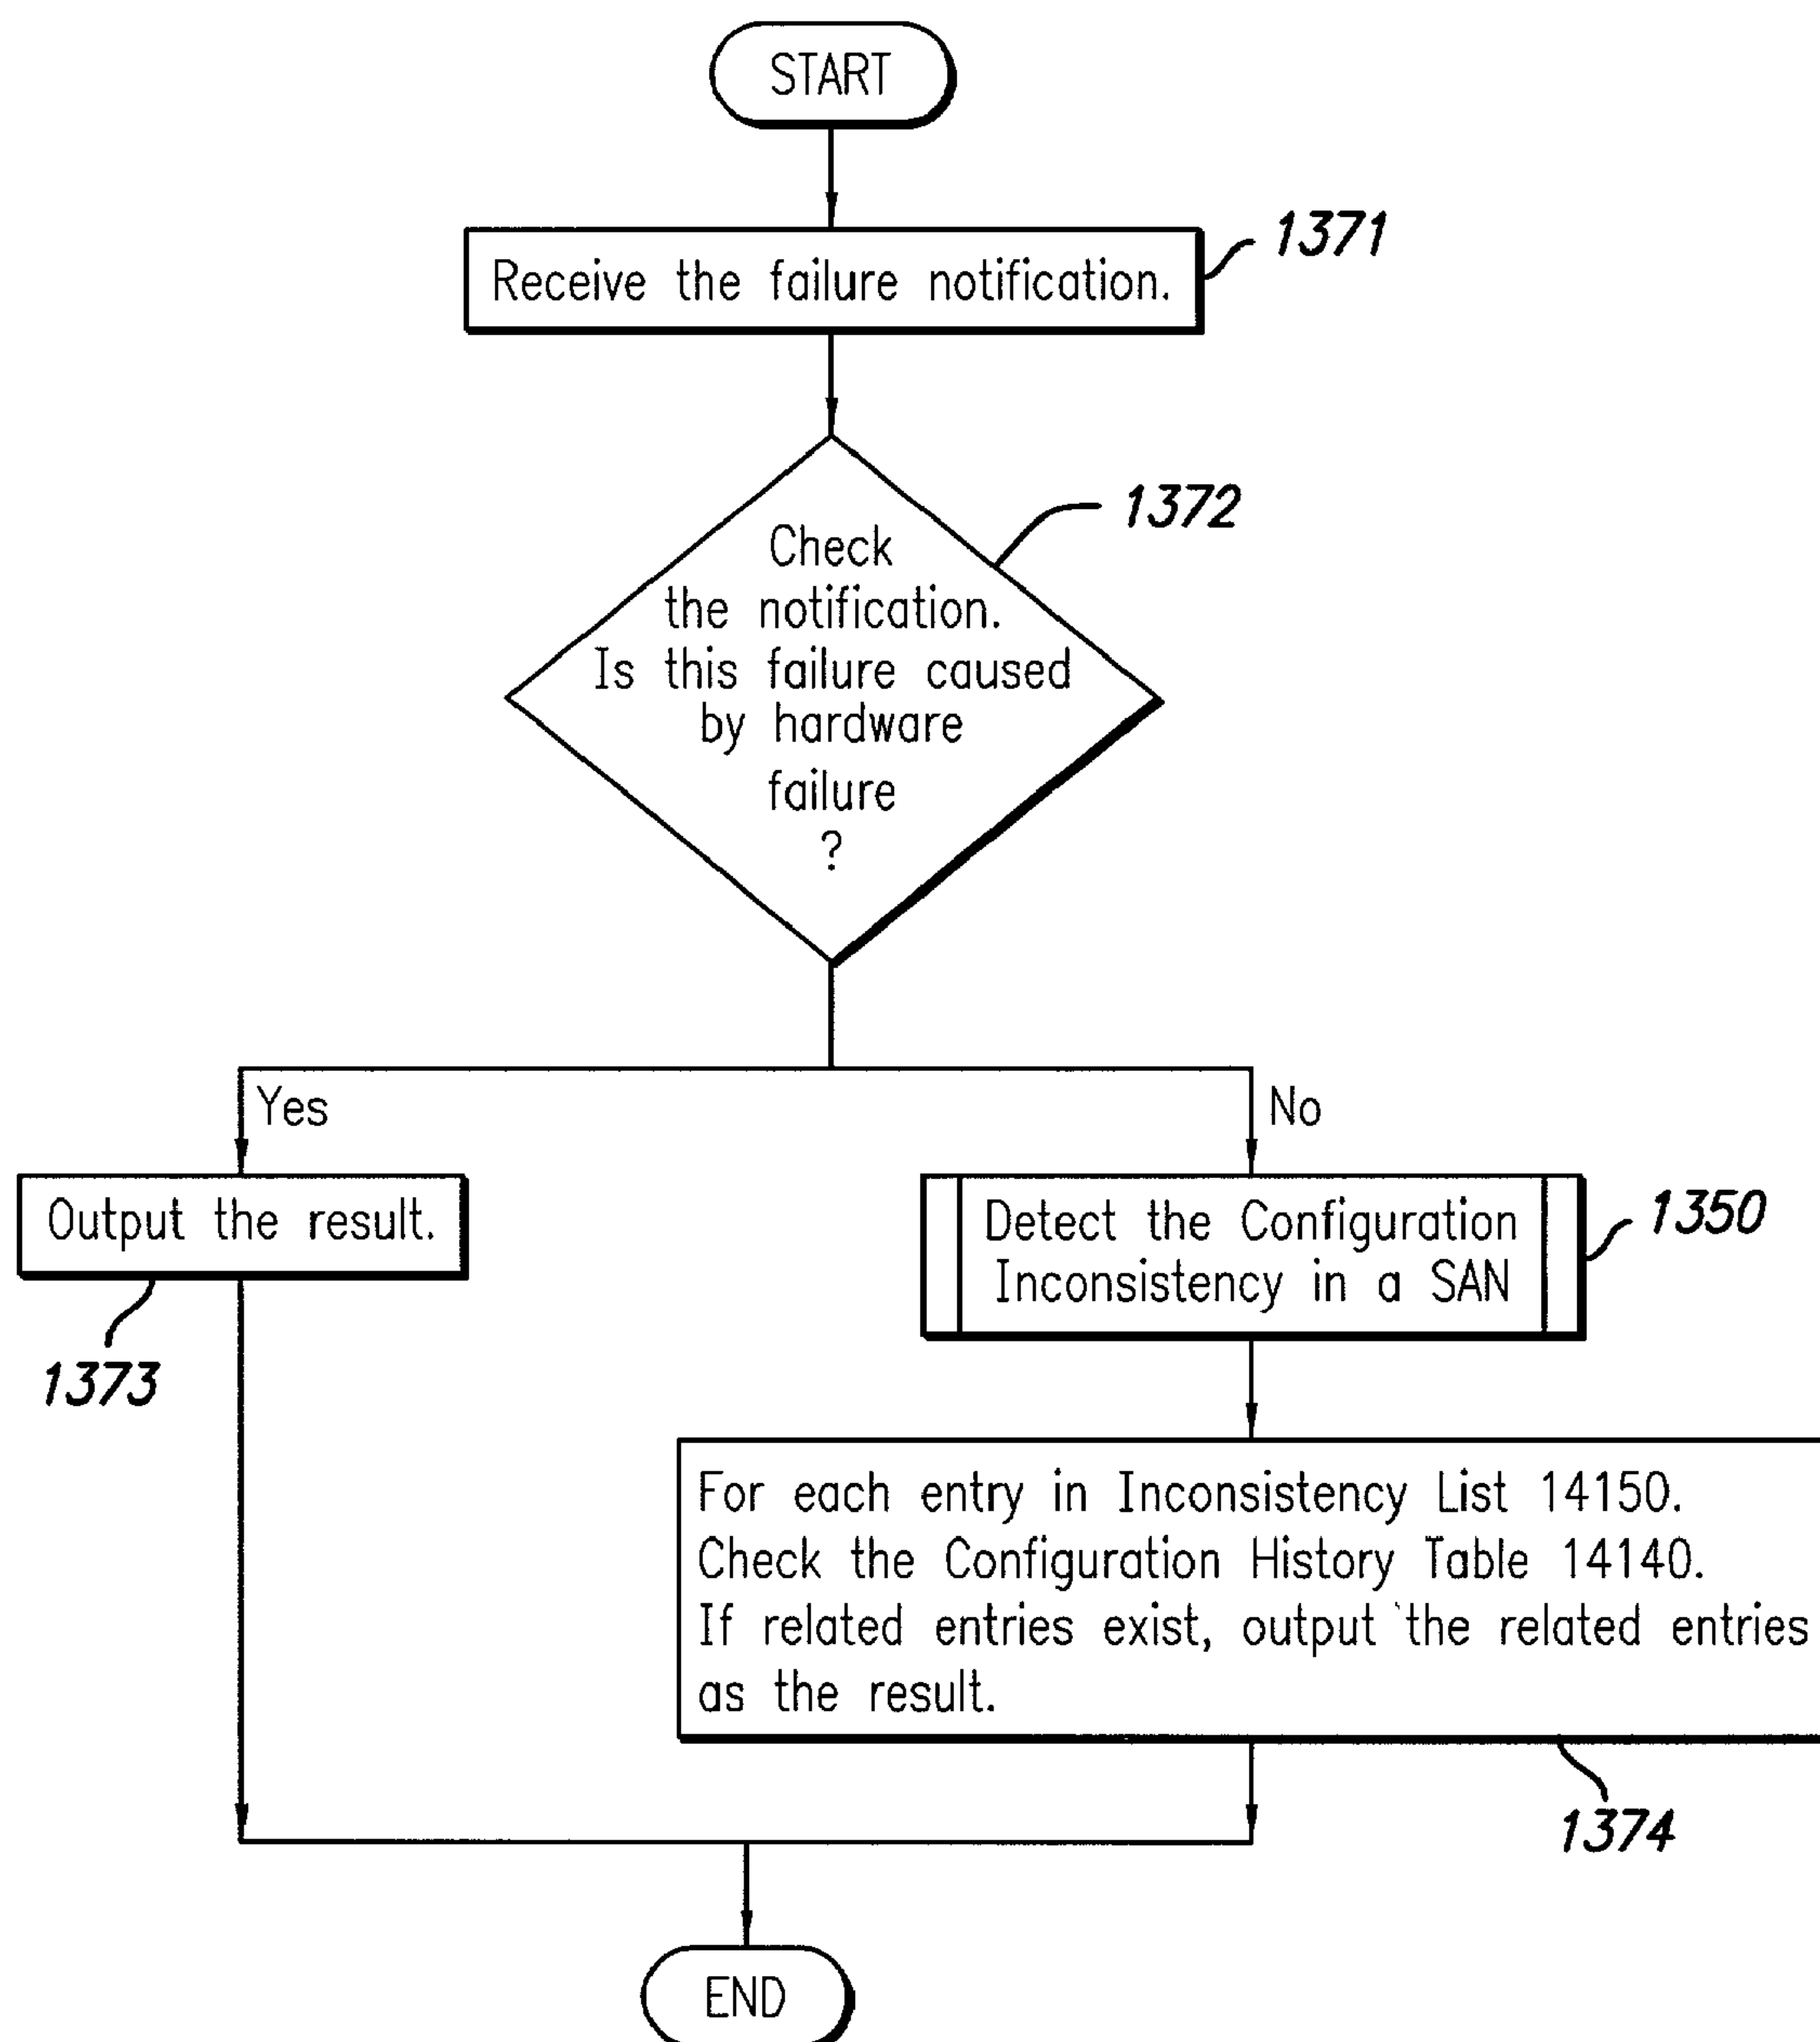 START
Receive the failure notification.
1371
Check
the notification.
Is this failure caused
by hardware
failure
?
1372
Yes
No
Output the result.
1373
Detect the Configuration
Inconsistency in a SAN
1350
For each entry in Inconsistency List 14150.
Check the Configuration History Table 14140.
If related entries exist, output the related entries
as the result.
1374
END